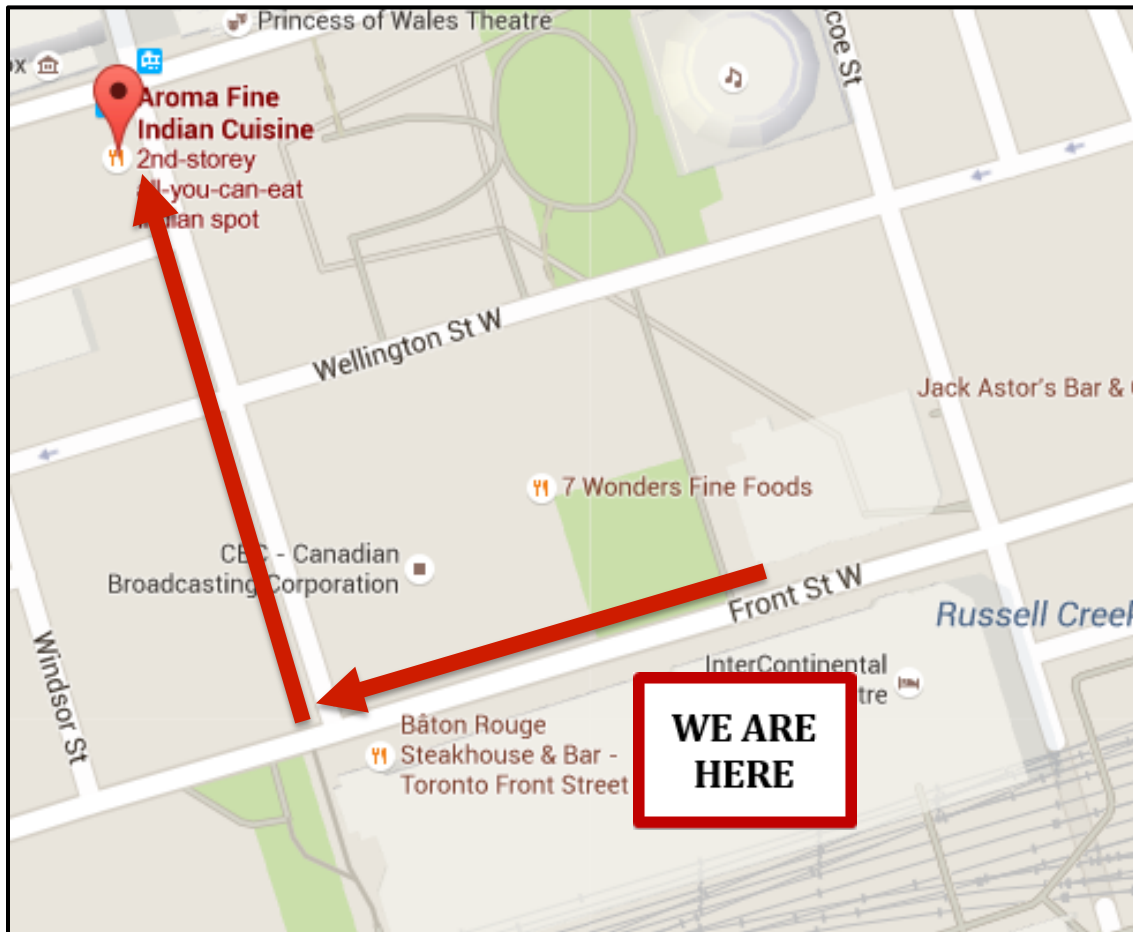 Princess of Wales Theatre
ox
coe St
Aroma Fine
Indian Cuisine
2nd-storey
all-you-can-eat
Indian spot
Wellington St W
Jack Astor's Bar &
7 Wonders Fine Foods
CBC - Canadian
Broadcasting Corporation
Front St W
Russell Creek
Windsor St
InterContinental
tre
WE ARE
HERE
Bâton Rouge
Steakhouse & Bar -
Toronto Front Street